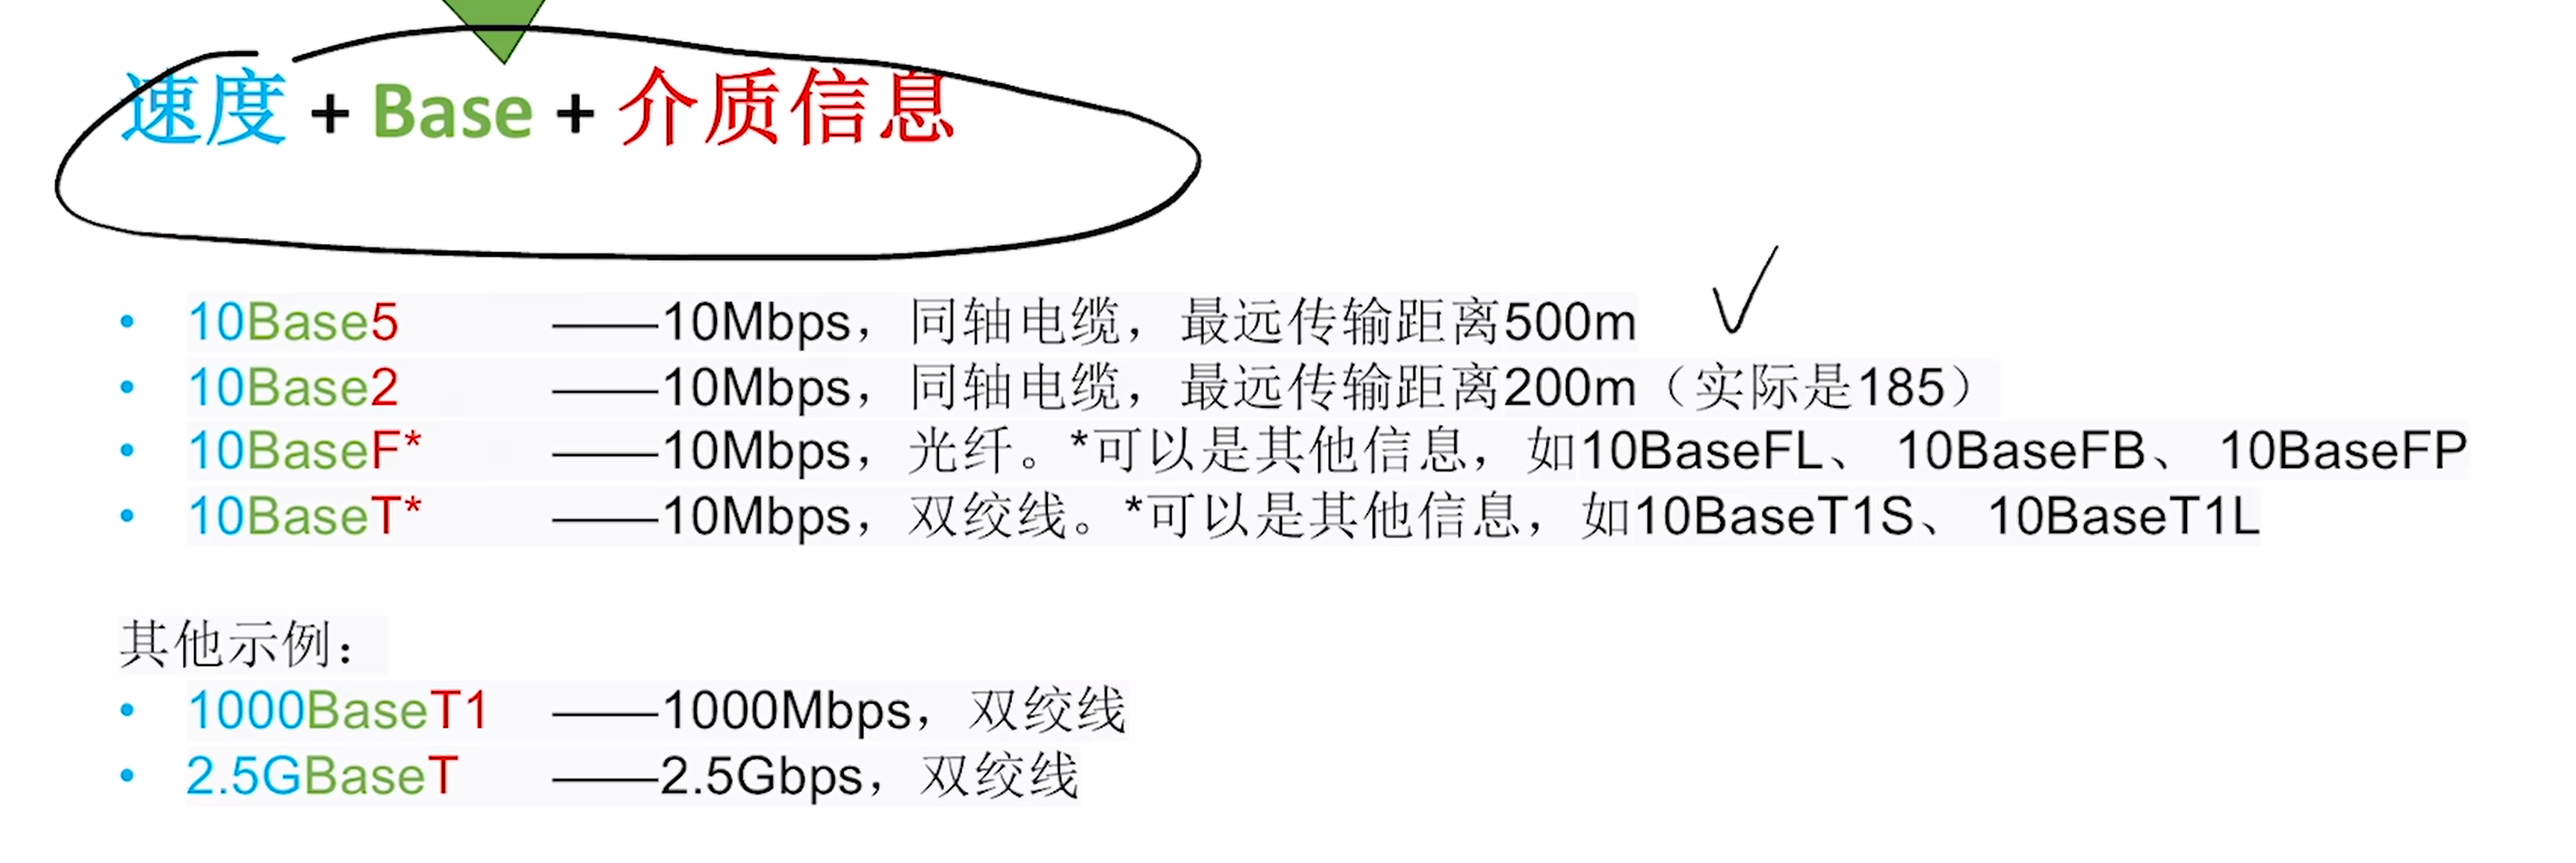 速度 + Base + 介质信息
• 10Base5 ——10Mbps，同轴电缆，最远传输距离500m
• 10Base2 ——10Mbps，同轴电缆，最远传输距离200m（实际是185）
• 10BaseF* ——10Mbps，光纤。*可以是其他信息，如10BaseFL、 10BaseFB、 10BaseFP
• 10BaseT* ——10Mbps，双绞线。*可以是其他信息，如10BaseT1S、 10BaseT1L
其他示例：
• 1000BaseT1 ——1000Mbps，双绞线
• 2.5GBaseT ——2.5Gbps，双绞线